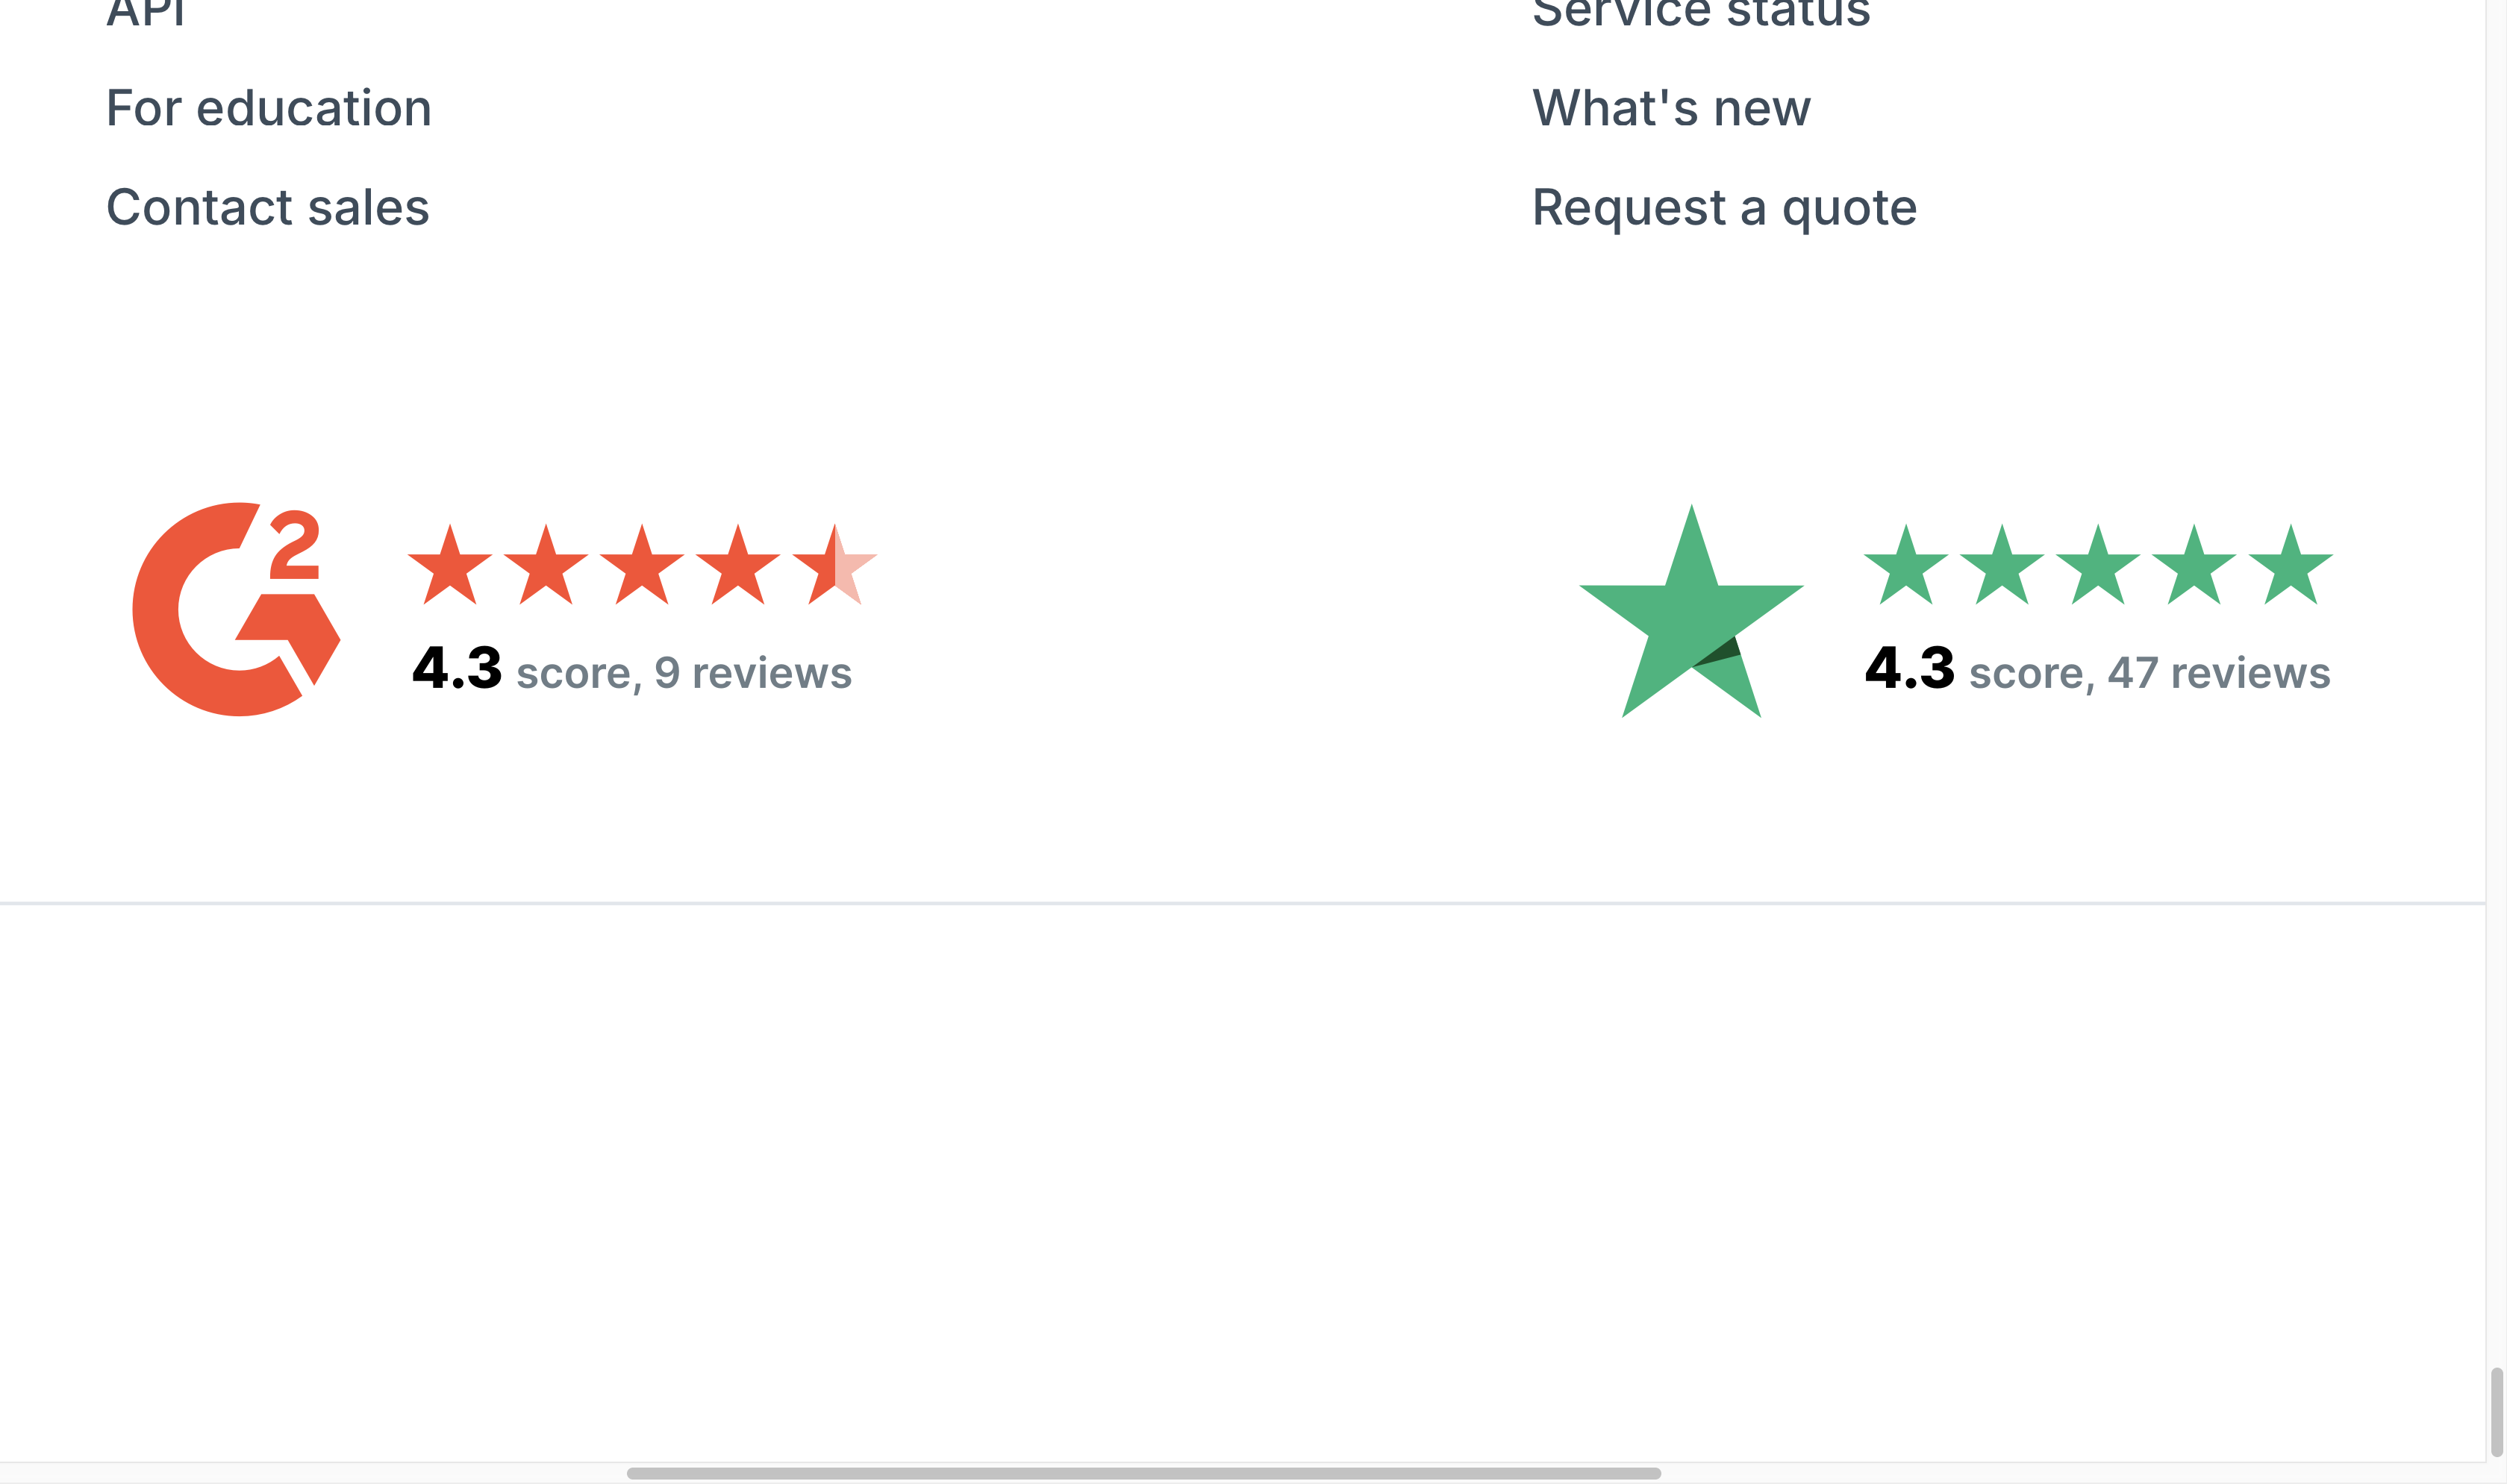 API
Service status
For education
What's new
Contact sales
Request a quote
G2
4.3 score, 9 reviews
4.3 score, 47 reviews